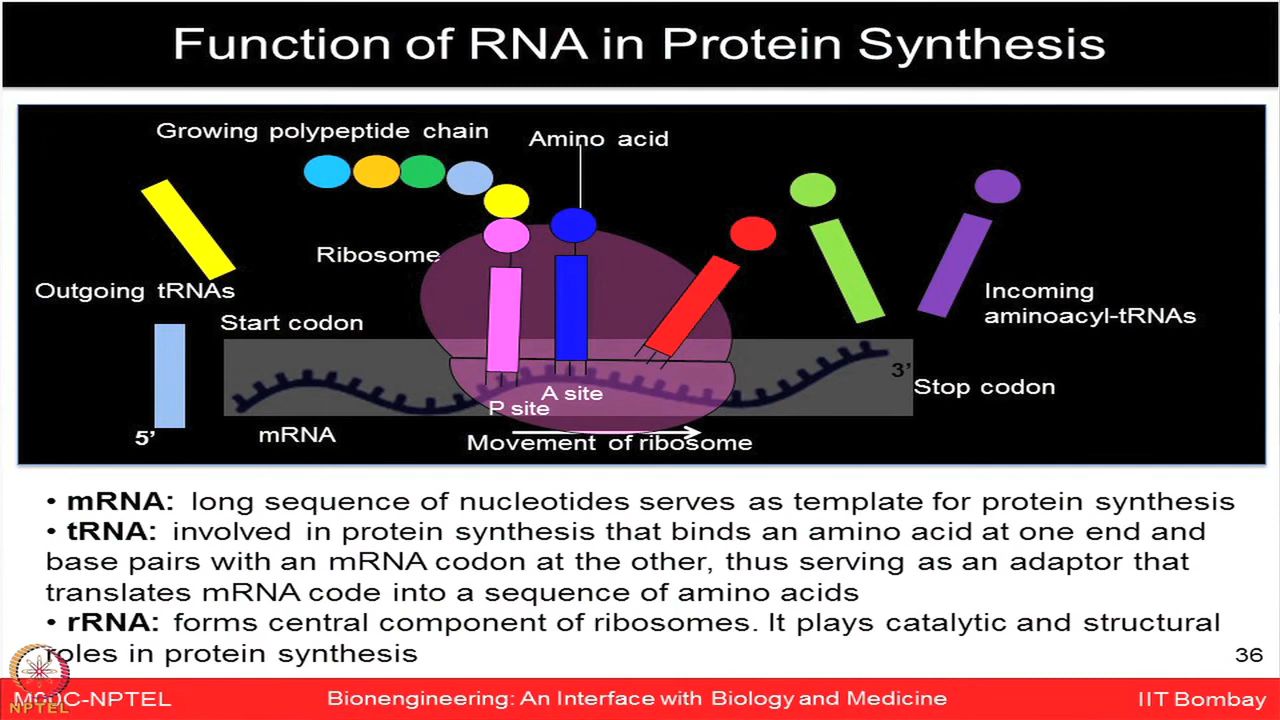 Function of RNA in Protein Synthesis
Growing polypeptide chain
Amino acid
Ribosome
Outgoing tRNAs
Incoming
aminoacyl-tRNAs
Start codon
3’
Stop codon
A site
P site
5’
mRNA
Movement of ribosome
• mRNA: long sequence of nucleotides serves as template for protein synthesis
• tRNA: involved in protein synthesis that binds an amino acid at one end and
base pairs with an mRNA codon at the other, thus serving as an adaptor that
translates mRNA code into a sequence of amino acids
• rRNA: forms central component of ribosomes. It plays catalytic and structural
roles in protein synthesis
36
MOOC-NPTEL
Bionengineering: An Interface with Biology and Medicine
IIT Bombay
NPTEL